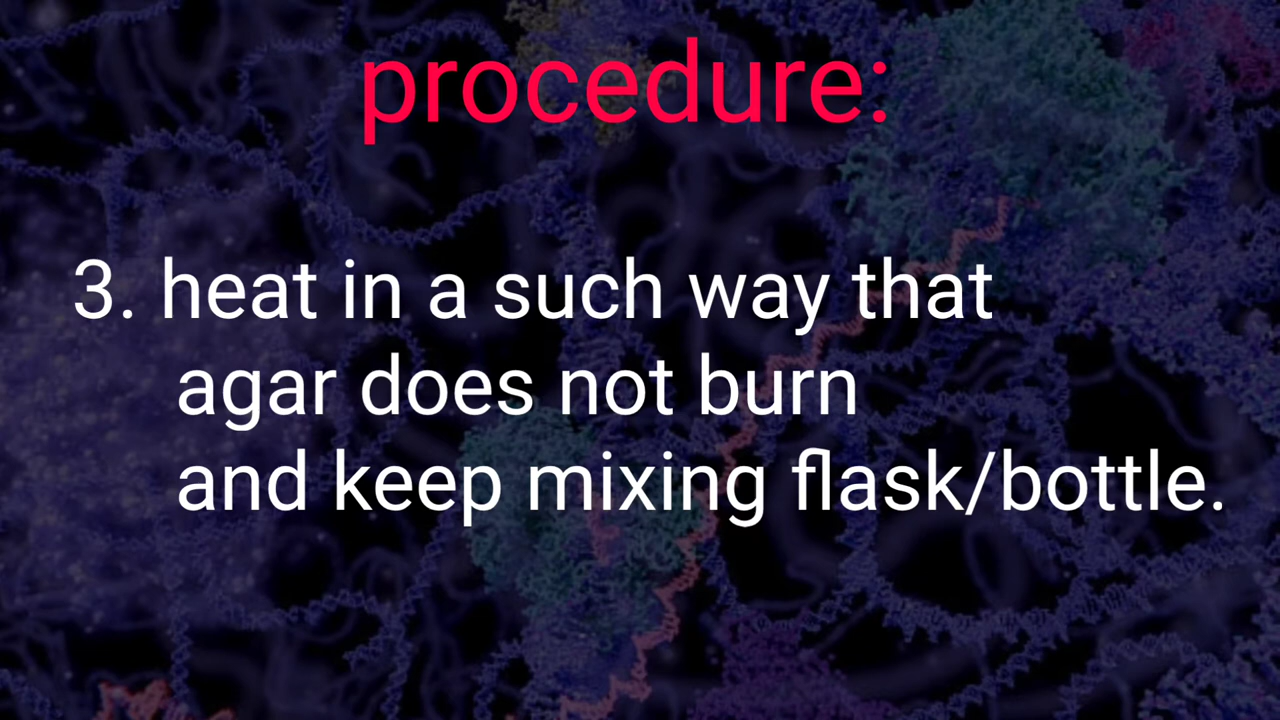 procedure:
3. heat in a such way that
agar does not burn
and keep mixing flask/bottle.